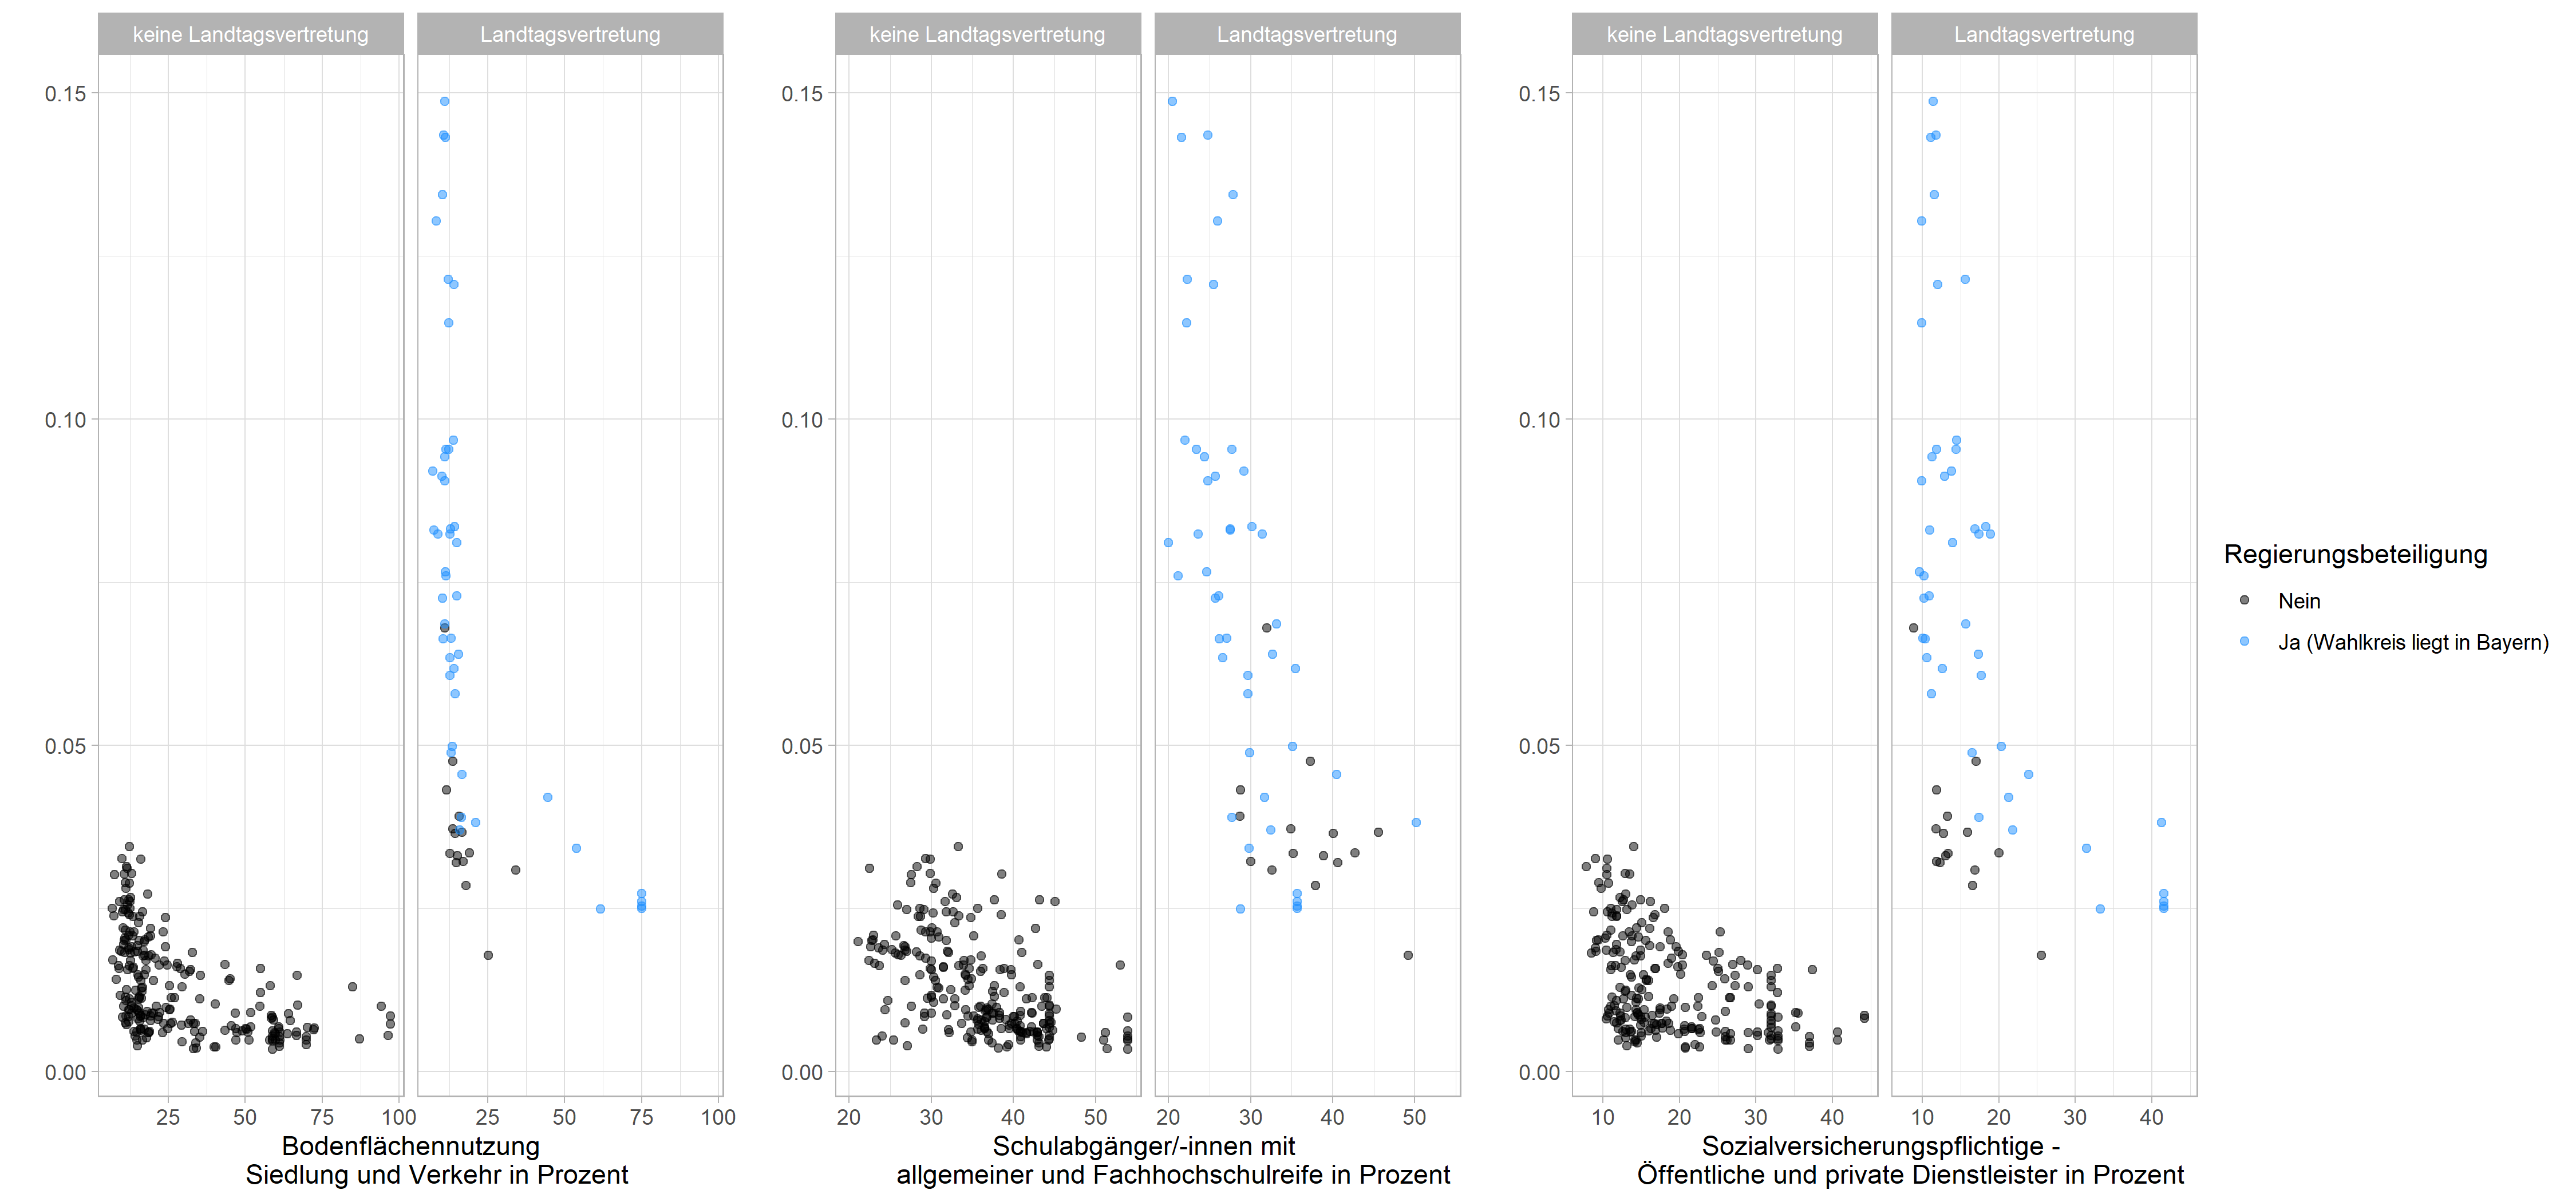 keine Landtagsvertretung Landtagsvertretung keine Landtagsvertretung Landtagsvertretung keine Landtagsvertretung Landtagsvertretung
0.15 0.15 0.15
0.10 0.10 0.10
Regierungsbeteiligung
Nein
Ja (Wahlkreis liegt in Bayern)
0.05 0.05 0.05
0.00 0.00 0.00
25 50 75 100 25 50 75 100 20 30 40 50 20 30 40 50 10 20 30 40 10 20 30 40
Bodenflächennutzung
Siedlung und Verkehr in Prozent
Schulabgänger/-innen mit
allgemeiner und Fachhochschulreife in Prozent
Sozialversicherungspflichtige -
Öffentliche und private Dienstleister in Prozent